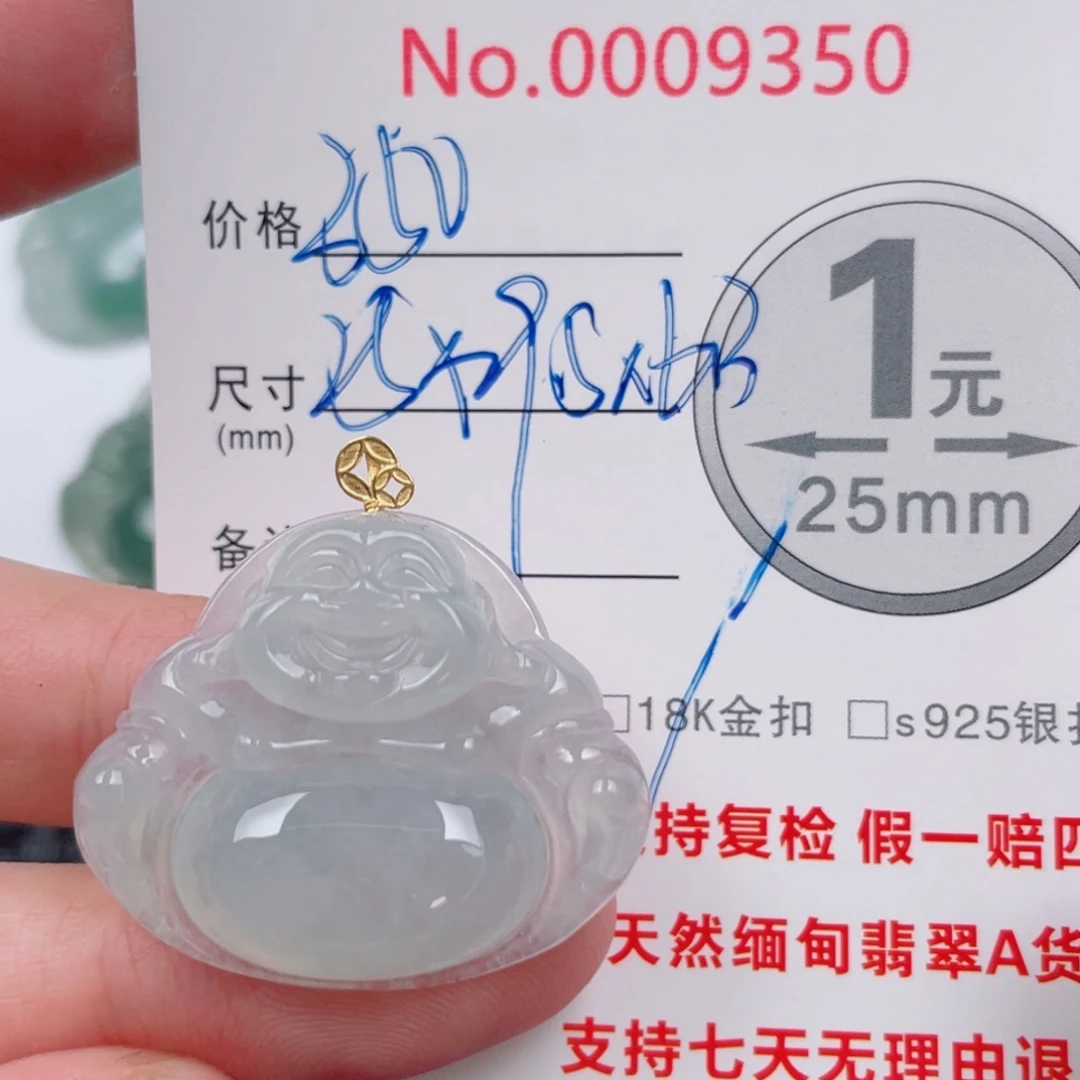 No.0009350
价格
尺寸
(mm)
备
1元
25mm
□18K金扣 □s925银
持复检 假一赔四
天然缅甸翡翠A货
支持七天无理由退